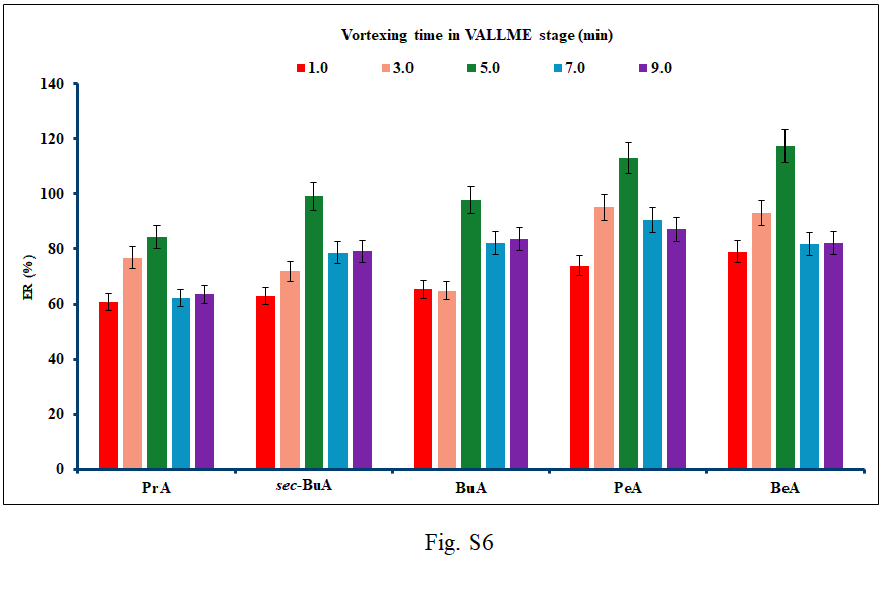 Vortexing time in VALLME stage (min)
1.0 3.0 5.0 7.0 9.0
140
120
100
80
60
40
20
0
ER (%)
PrA sec-BuA BuA PeA BeA
Fig. S6